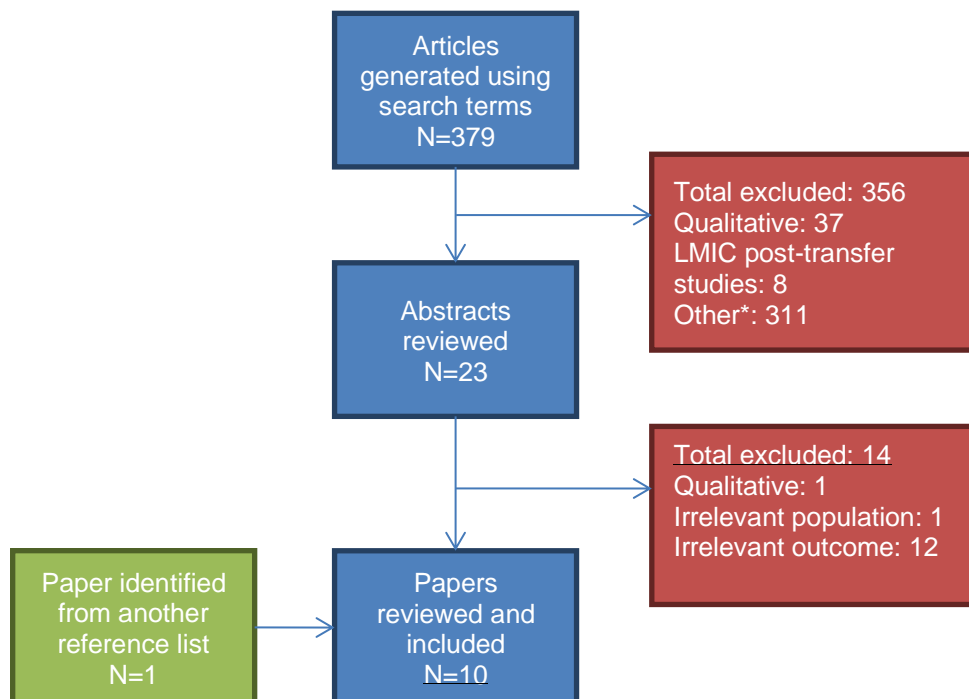 Articles
generated using
search terms
N=379
Total excluded: 356
Qualitative: 37
LMIC post-transfer
studies: 8
Other*: 311
Abstracts
reviewed
N=23
Total excluded: 14
Qualitative: 1
Irrelevant population: 1
Irrelevant outcome: 12
Paper identified
from another
reference list
N=1
Papers
reviewed and
included
N=10